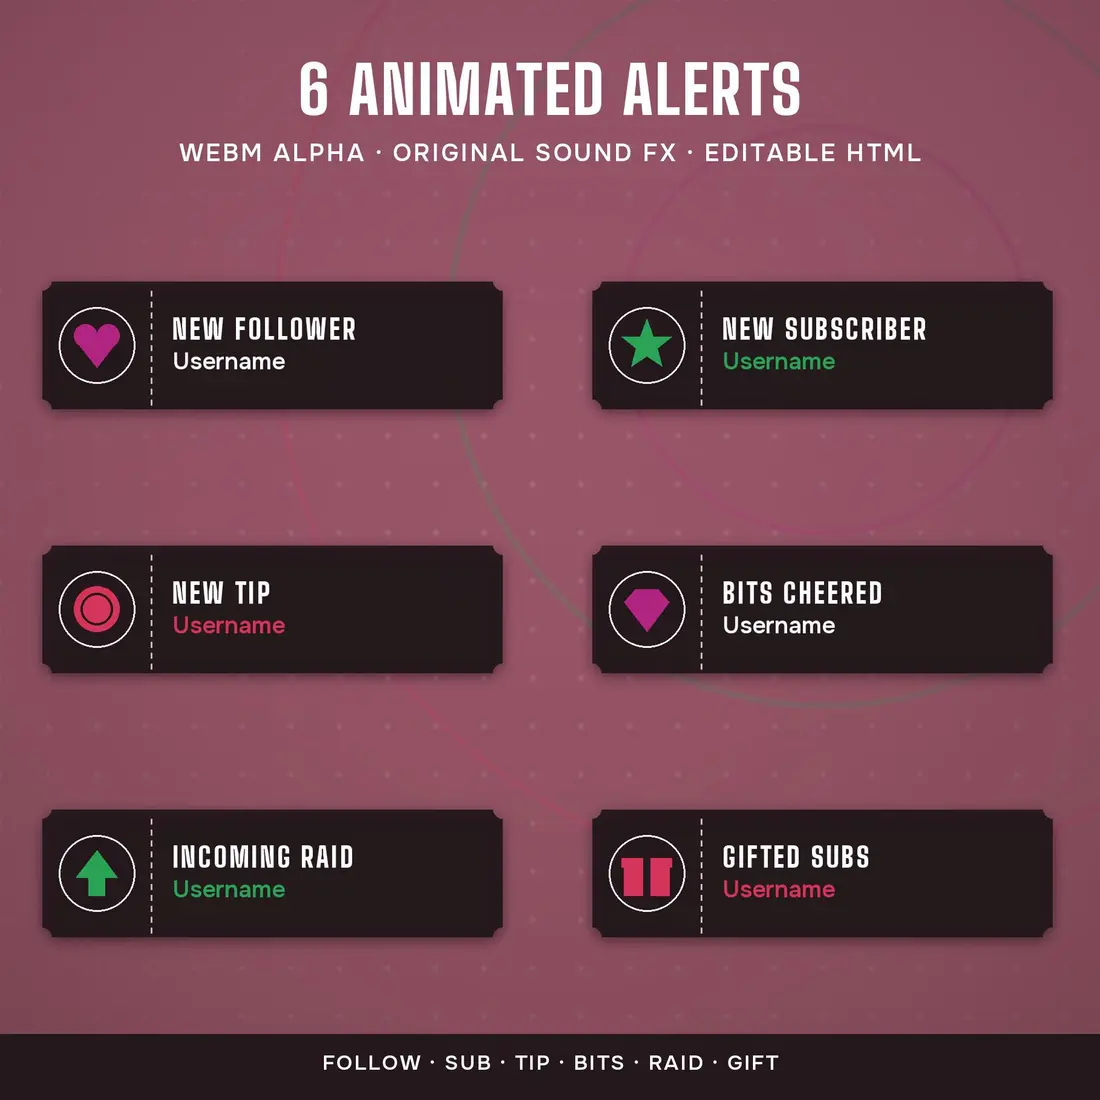 6 ANIMATED ALERTS
WEBM ALPHA · ORIGINAL SOUND FX · EDITABLE HTML
NEW FOLLOWER
Username
NEW SUBSCRIBER
Username
NEW TIP
Username
BITS CHEERED
Username
INCOMING RAID
Username
GIFTED SUBS
Username
FOLLOW · SUB · TIP · BITS · RAID · GIFT